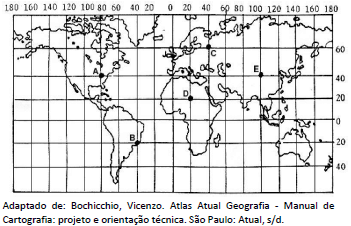 180 160 140 120 100 80 60 40 20 0 20 40 60 80 100 120 140 160 180
60
40
20
0
20
40
A
B
C
D
E
Adaptado de: Bochicchio, Vicenzo. Atlas Atual Geografia - Manual de
Cartografia: projeto e orientação técnica. São Paulo: Atual, s/d.